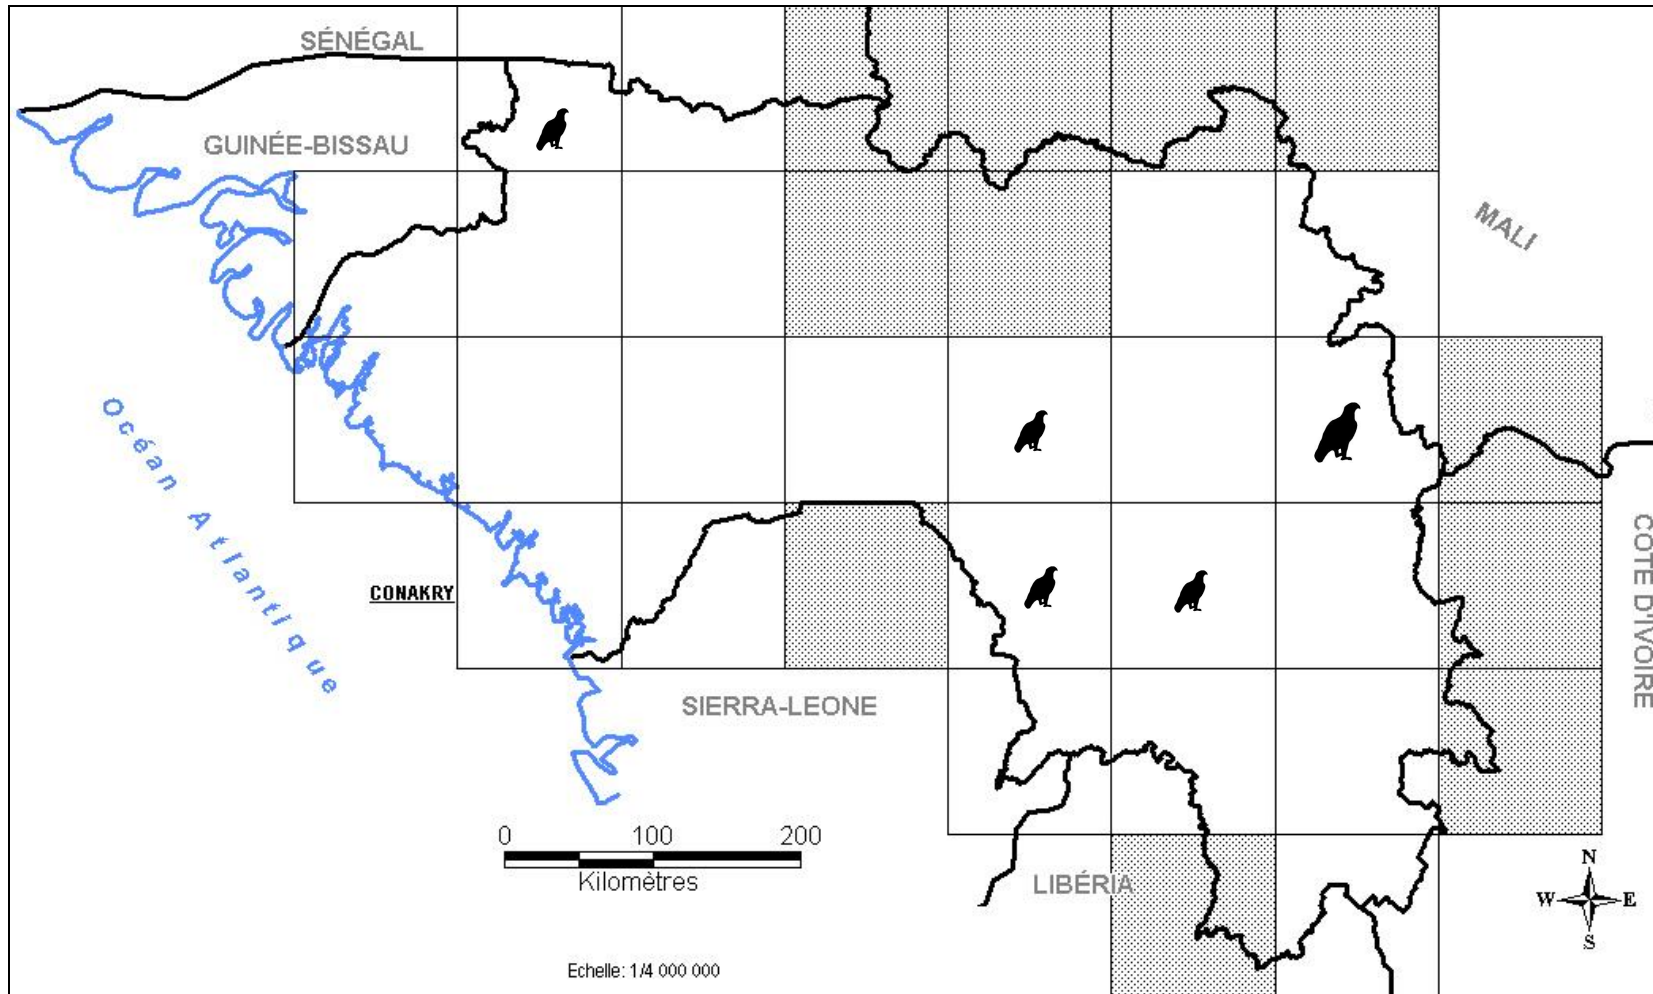 SÉNÉGAL
GUINÉE-BISSAU
MALI
Océan Atlantique
CONAKRY
COTE D'IVOIRE
SIERRA-LEONE
0 100 200
Kilomètres
LIBÉRIA
N
W E
S
Echelle: 1/4 000 000